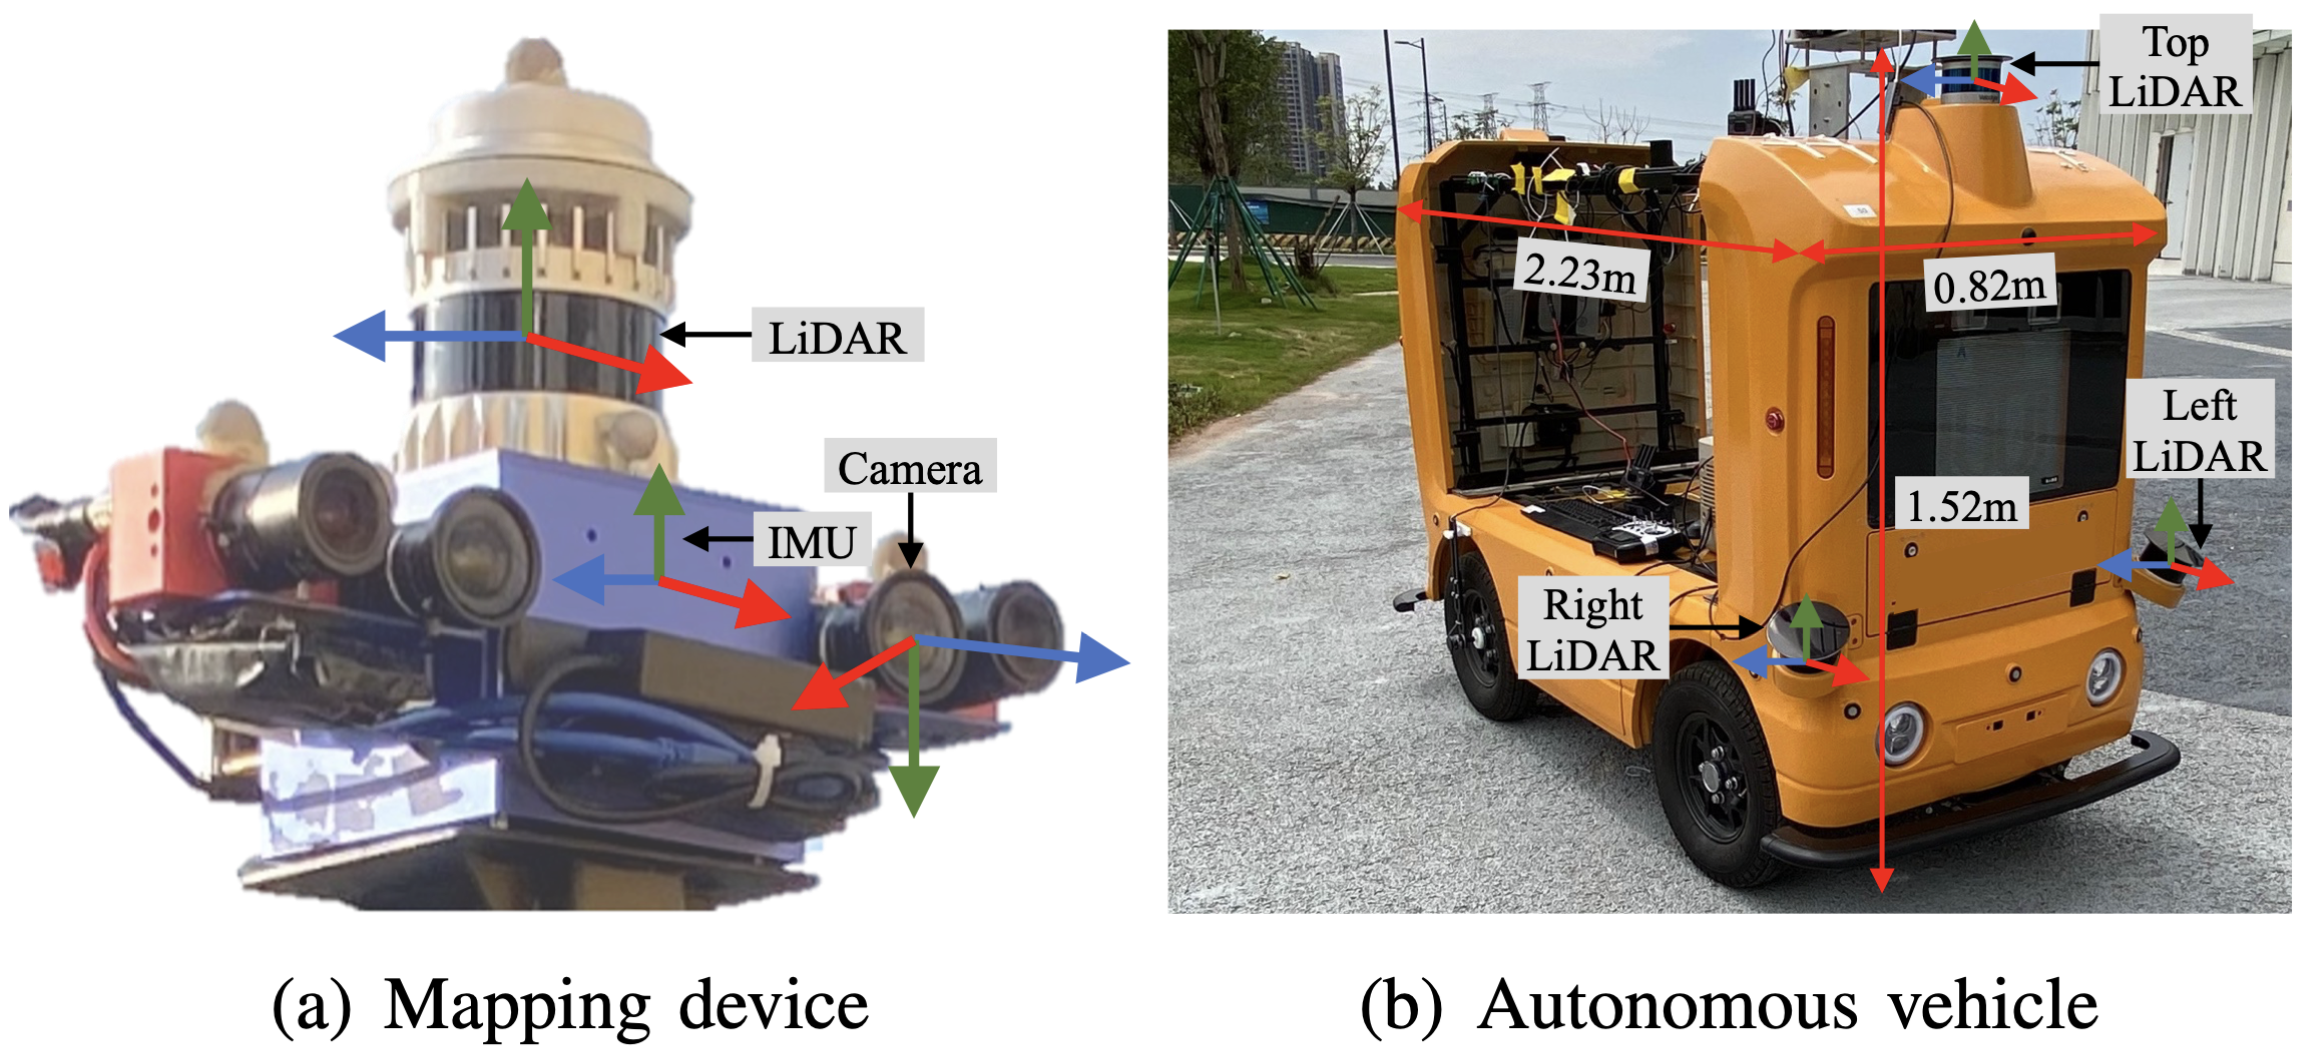 LiDAR
Camera
IMU
(a) Mapping device
Top
LiDAR
2.23m
0.82m
Left
LiDAR
1.52m
Right
LiDAR
(b) Autonomous vehicle